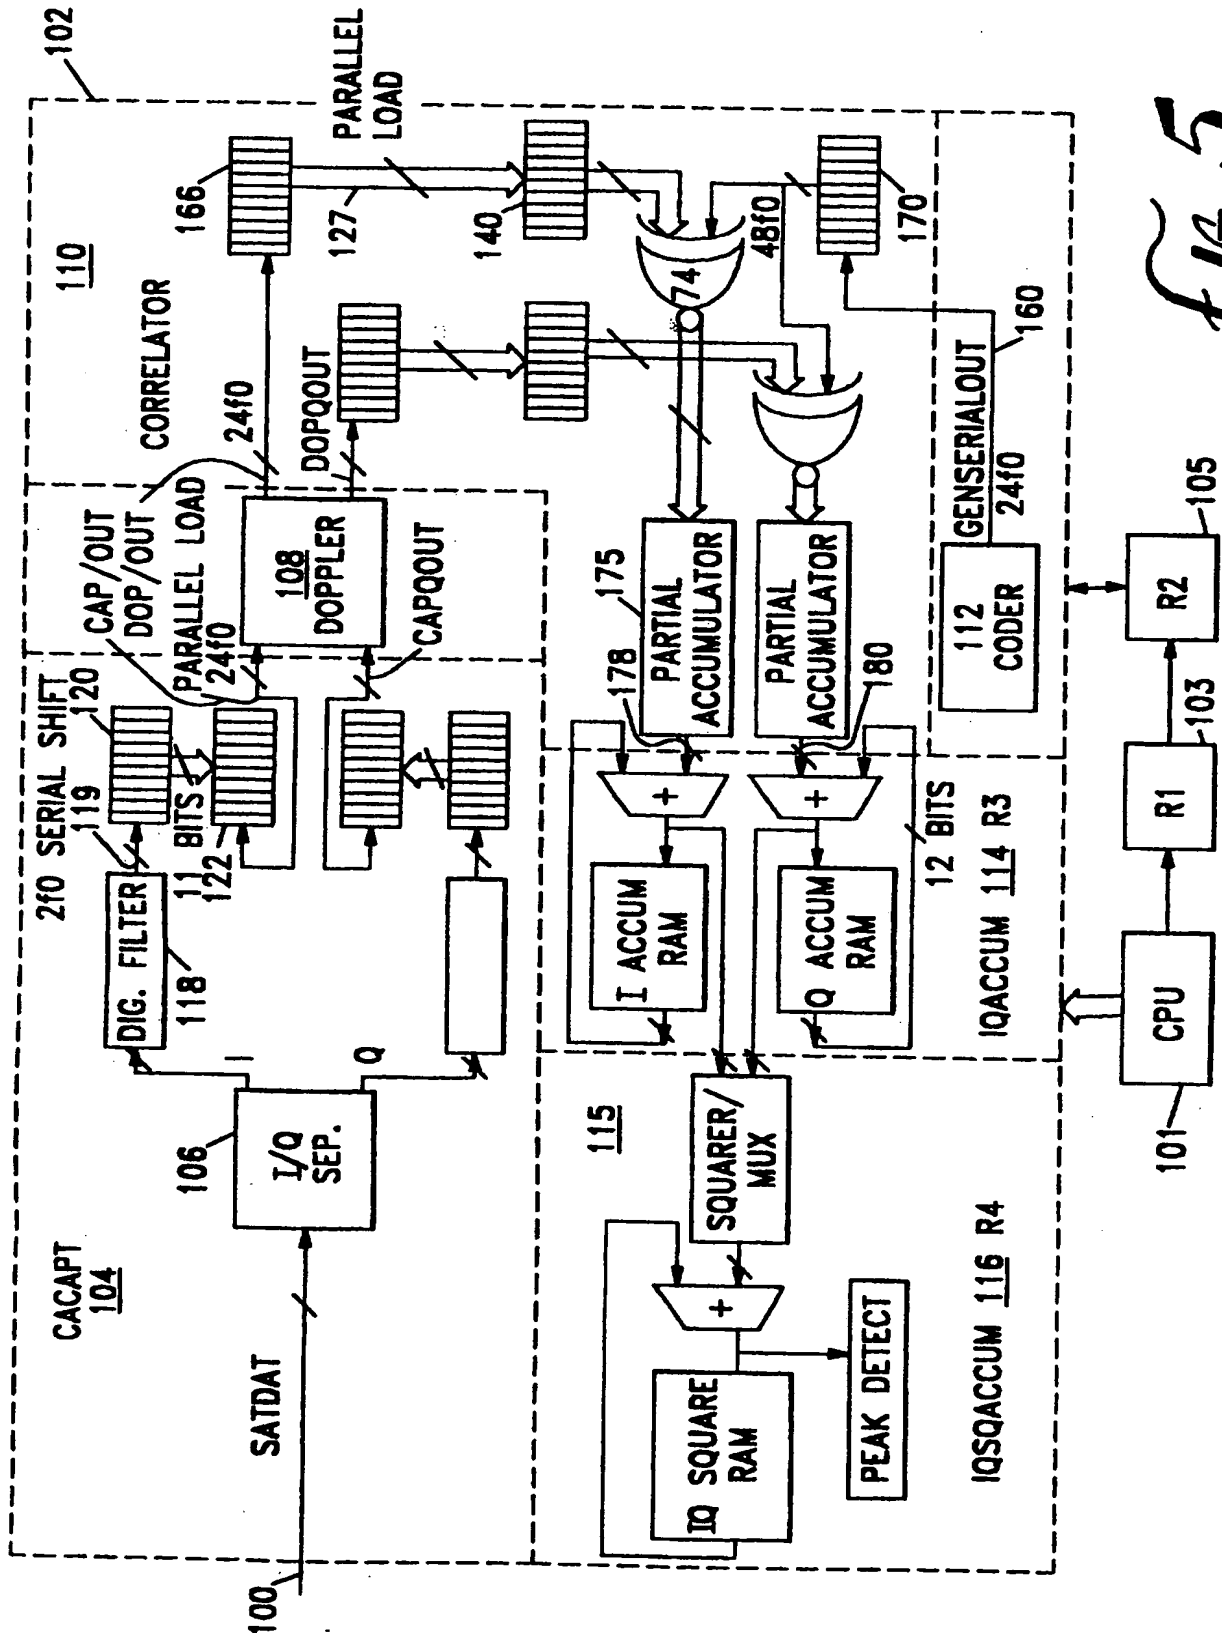 102
CACAPT
104
SATDAT
100
106
I/Q
SEP.
I
Q
2f0 SERIAL SHIFT
119
120
DIG. FILTER
118
11 BITS
122
CAP/OUT
DOP/OUT
PARALLEL LOAD
24f0
108
DOPPLER
CAPQOUT
CORRELATOR
110
24f0
DOPQOUT
166
127
PARALLEL
LOAD
140
74
48f0
170
160
GENSERIALOUT
24f0
112
CODER
175
PARTIAL
ACCUMULATOR
178
PARTIAL
ACCUMULATOR
180
+
+
I ACCUM
RAM
Q ACCUM
RAM
12 BITS
IQACCUM 114 R3
115
SQUARER/
MUX
+
IQ SQUARE
RAM
PEAK DETECT
IQSQACCUM 116 R4
CPU
101
R1
103
R2
105
fig. 5